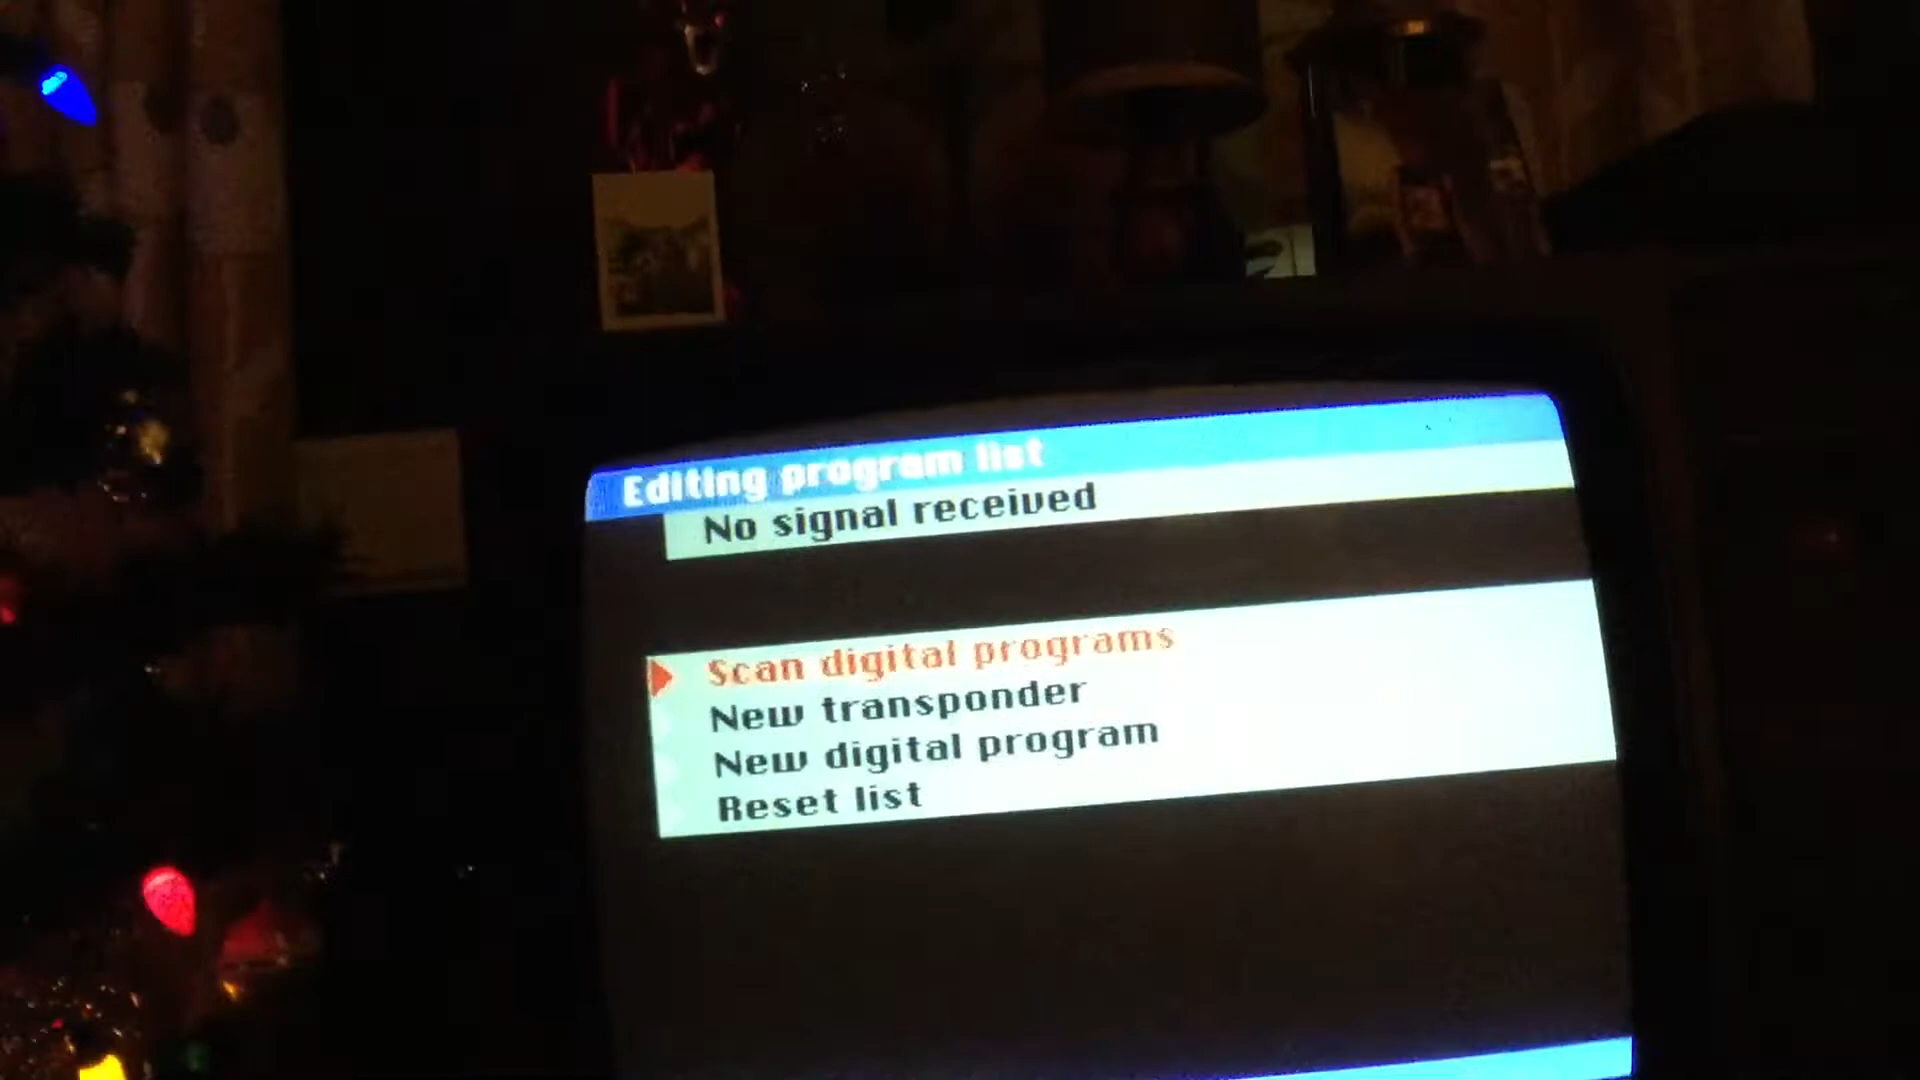 Editing program list
No signal received
Scan digital programs
New transponder
New digital program
Reset list